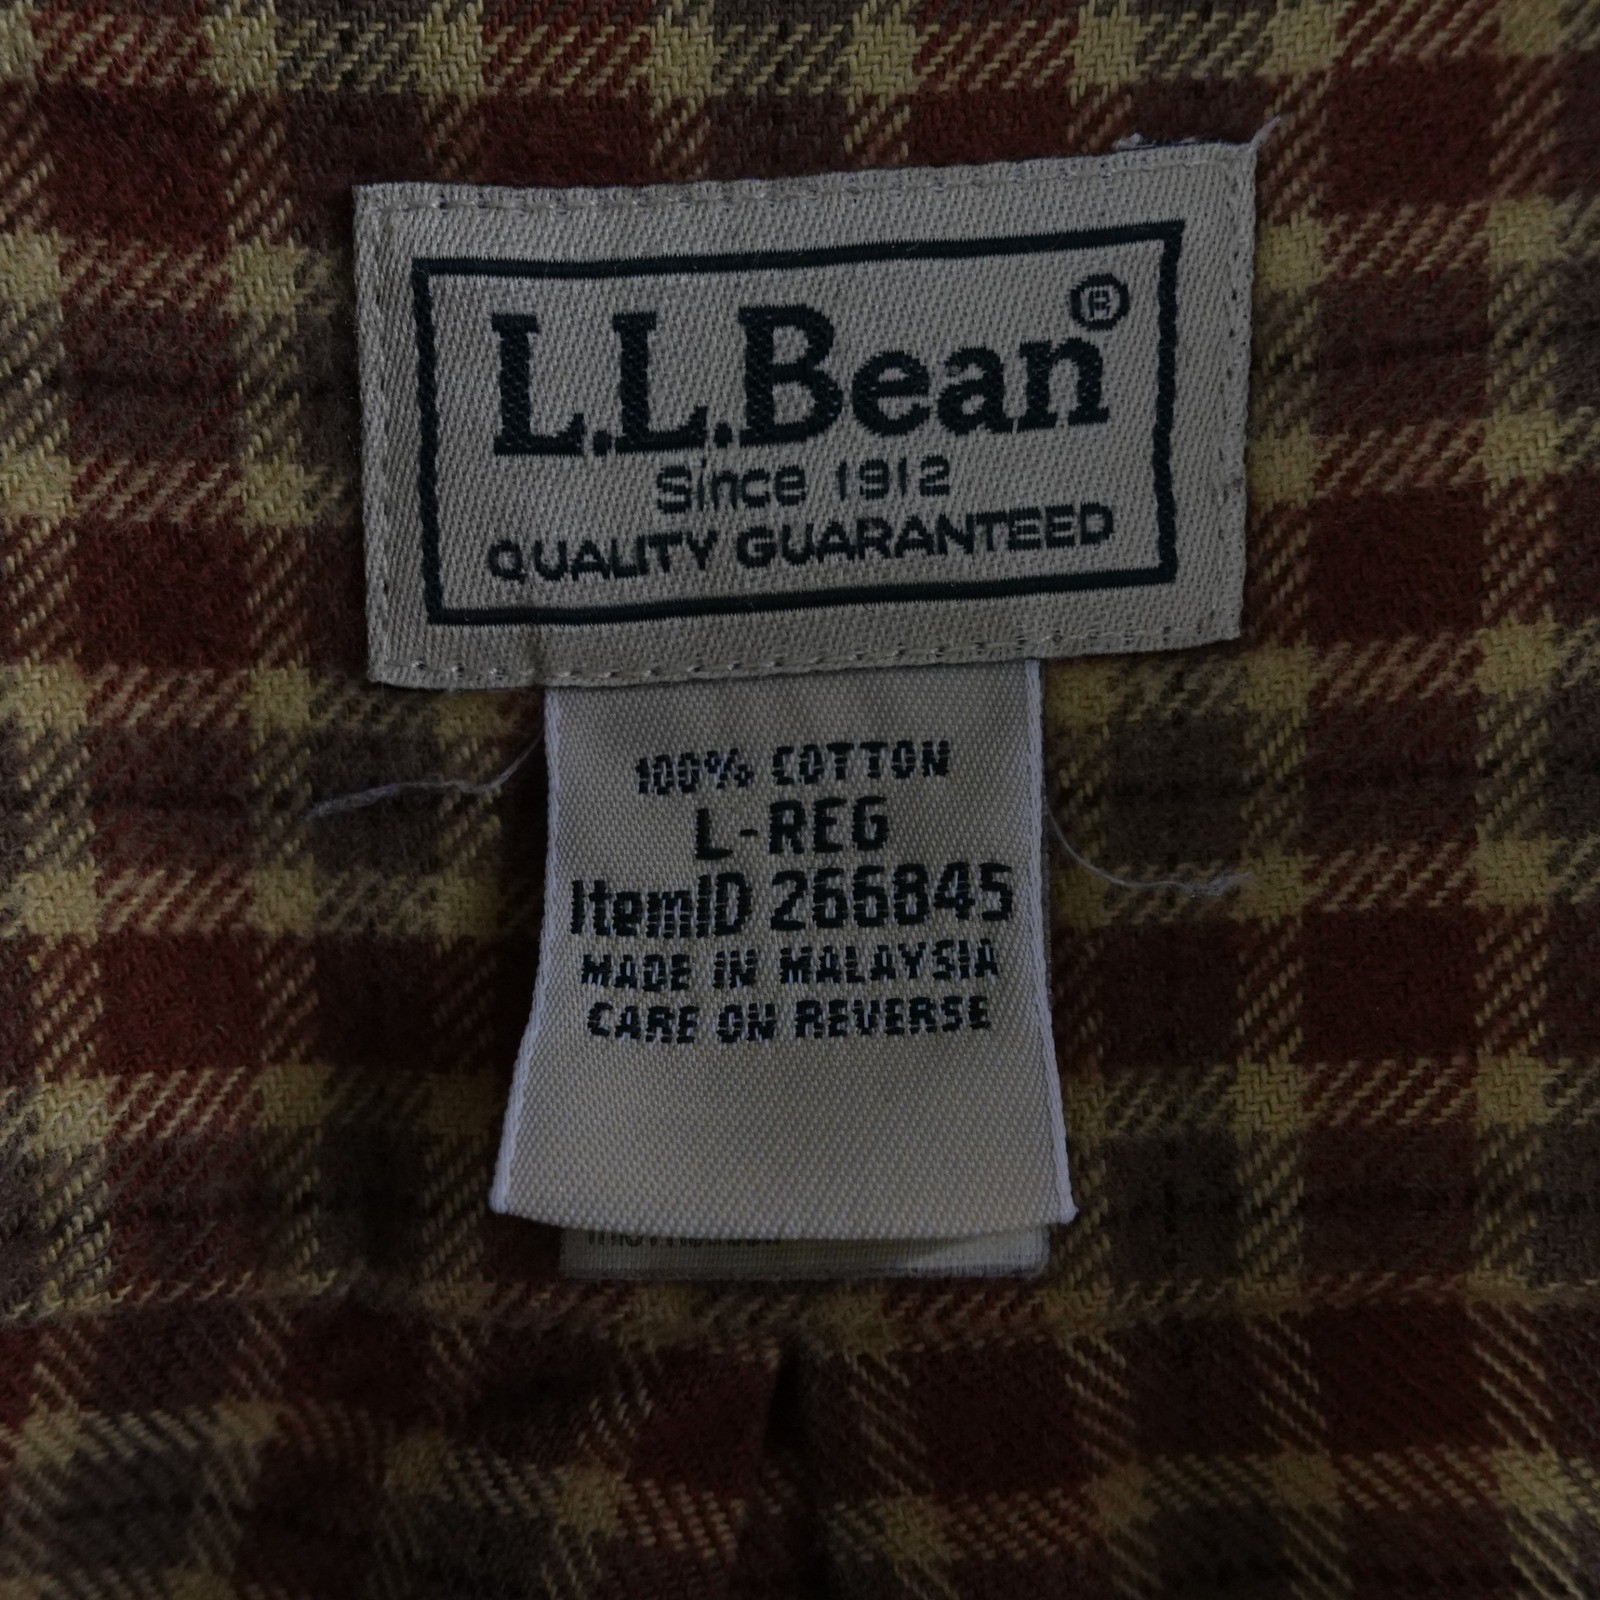 L.L.Bean®
Since 1912
QUALITY GUARANTEED
100% COTTON
L-REG
ItemID 266845
MADE IN MALAYSIA
CARE ON REVERSE